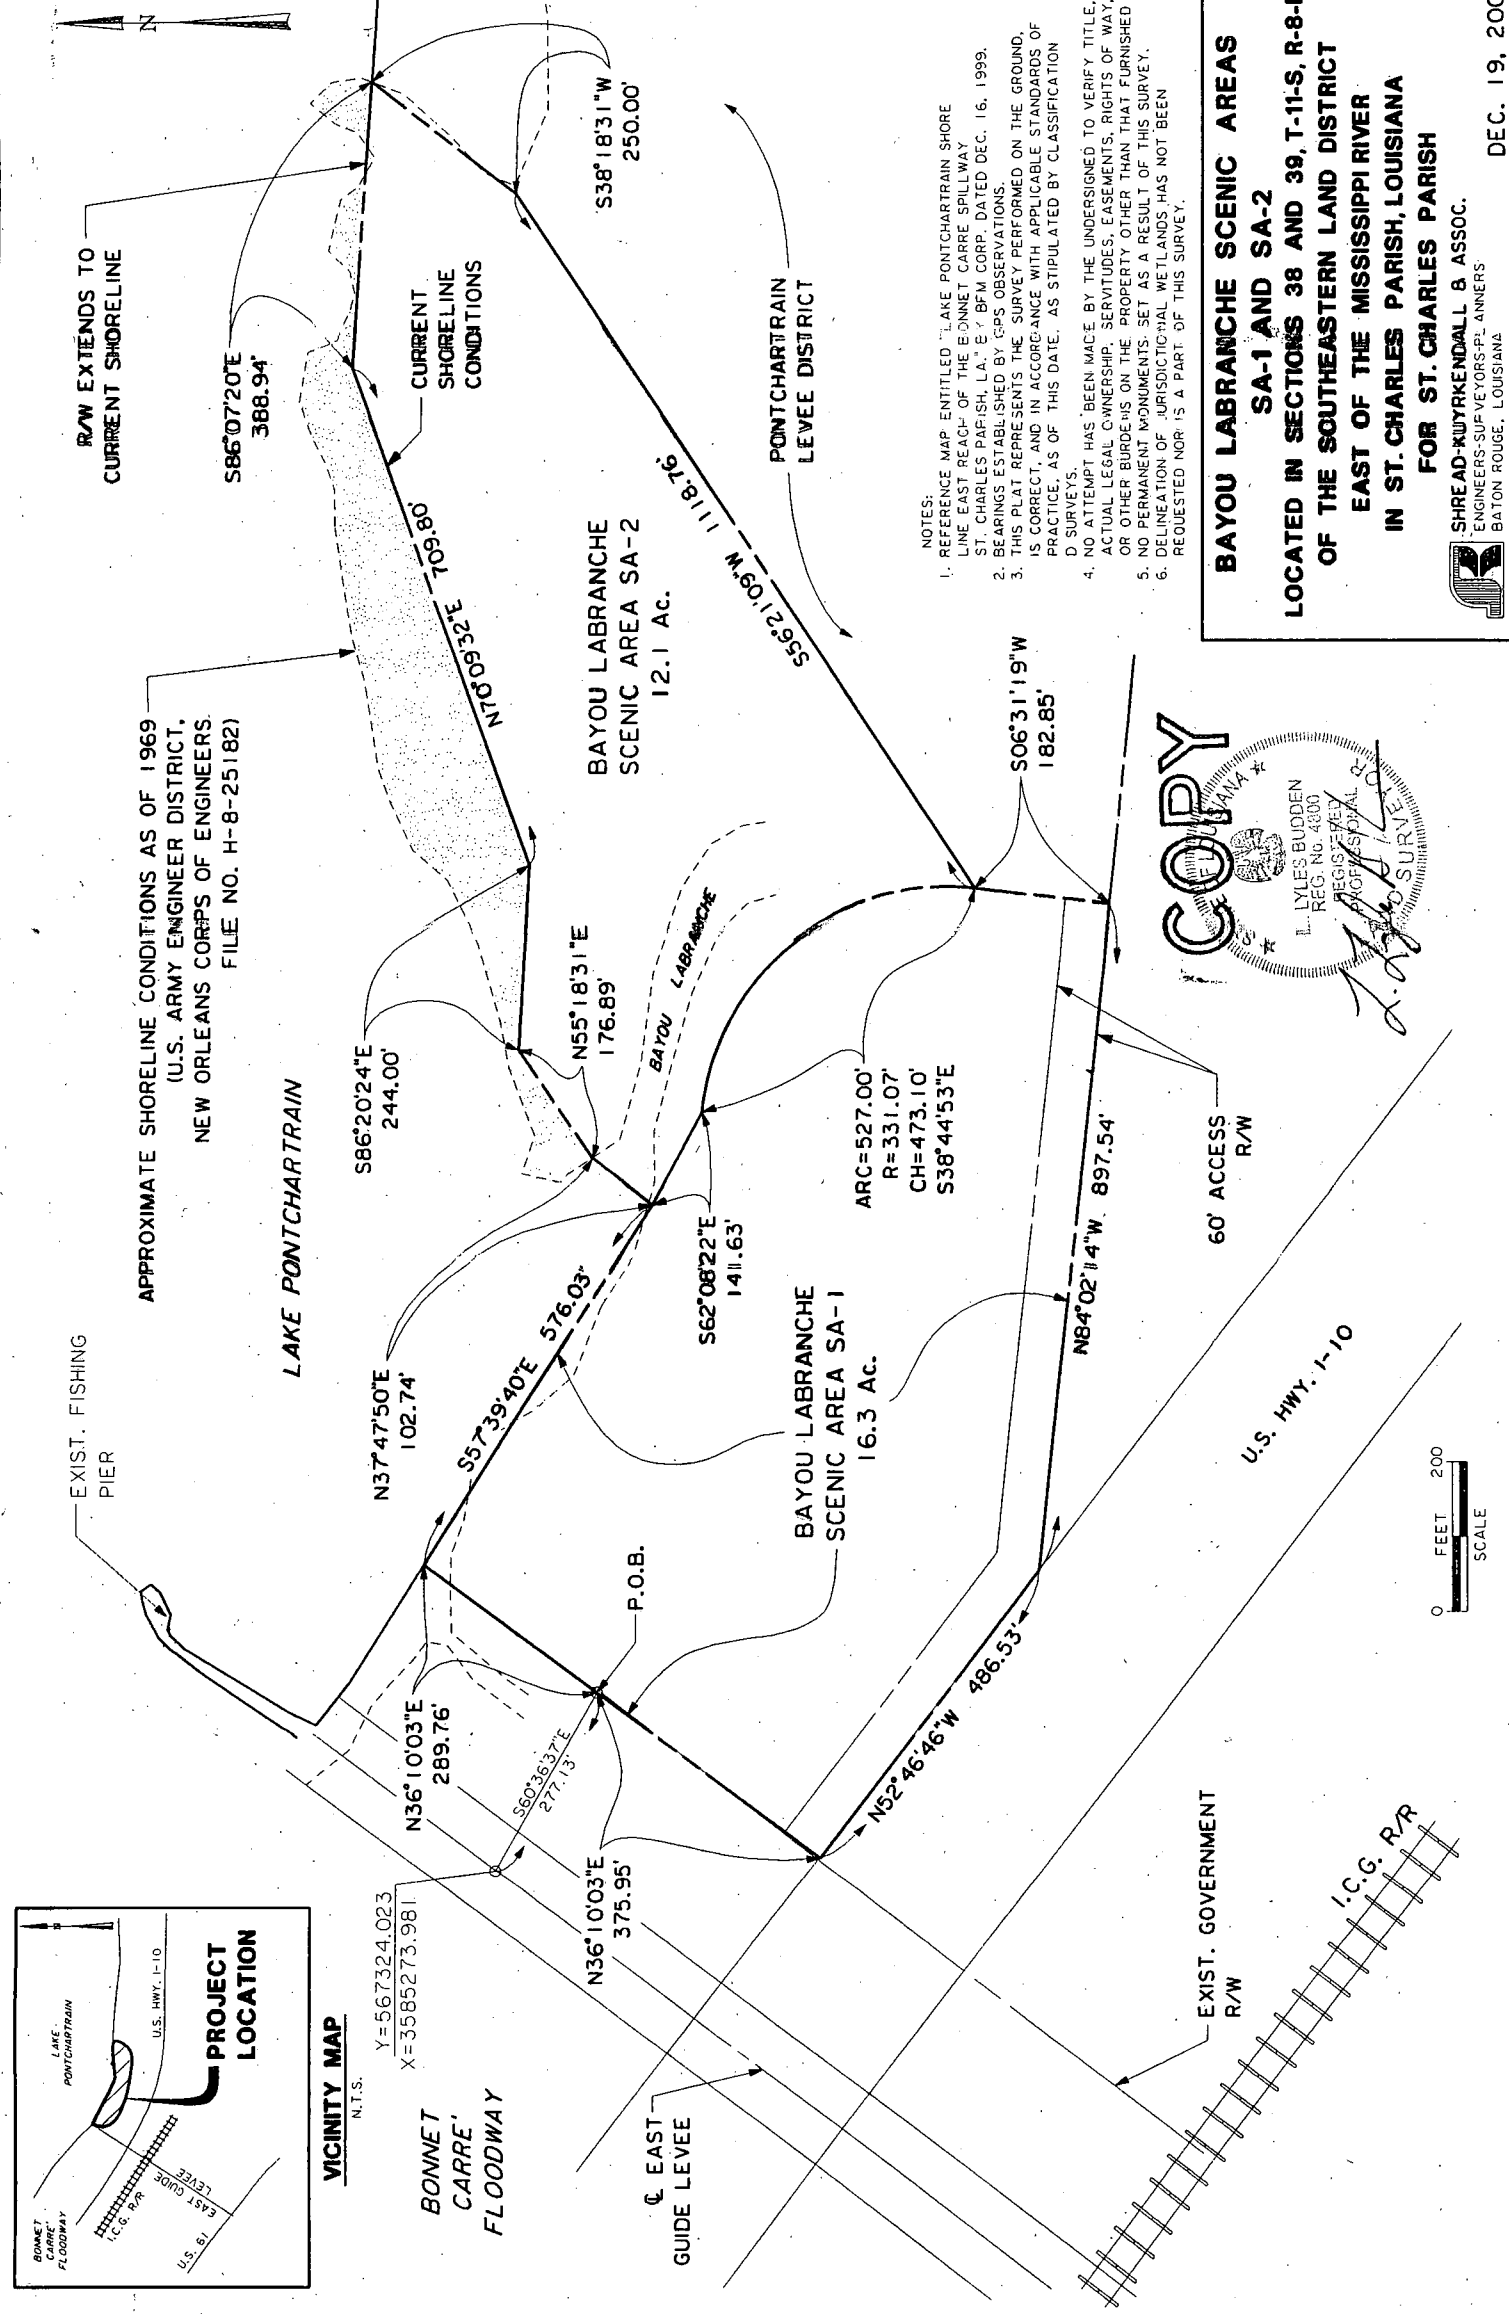 BONNET
CARRE'
FLOODWAY
LAKE
PONTCHARTRAIN
U.S. HWY. I-10
I.C.G. R/R
EAST GUIDE
LEVEE
U.S. 61
PROJECT
LOCATION
VICINITY MAP
N.T.S.
EXIST. FISHING
PIER
APPROXIMATE SHORELINE CONDITIONS AS OF 1969
(U.S. ARMY ENGINEER DISTRICT,
NEW ORLEANS CORPS OF ENGINEERS.
FILE NO. H-8-25182)
R/W EXTENDS TO
CURRENT SHORELINE
N
LAKE PONTCHARTRAIN
S86°07'20"E
388.94'
CURRENT
SHORELINE
CONDITIONS
S38°18'31"W
250.00'
N70°09'32"E 709.80'
S86°20'24"E
244.00'
N55°18'31"E
176.89'
N37°47'50"E
102.74'
S57°39'40"E 576.03'
BAYOU LABRANCHE
BAYOU LABRANCHE
SCENIC AREA SA-2
12.1 Ac.
S56°21'09"W 1118.76'
PONTCHARTRAIN
LEVEE DISTRICT
Y=567324.023
X=3585273.981
BONNET
CARRE'
FLOODWAY
N36°10'03"E
289.76'
S60°36'37"E
277.13'
P.O.B.
N36°10'03"E
375.95'
S62°08'22"E
141.63'
ARC=527.00'
R=331.07'
CH=473.10'
S38°44'53"E
BAYOU LABRANCHE
SCENIC AREA SA-1
16.3 Ac.
S06°31'19"W
182.85'
℄ EAST
GUIDE LEVEE
N52°46'46"W 486.53'
N84°02'14"W 897.54'
60' ACCESS
R/W
U.S. HWY. I-10
EXIST. GOVERNMENT
R/W
I.C.G. R/R
0 FEET 200
SCALE
COPY
L. LYLES BUDDEN
REG. No. 4800
REGISTERED
PROFESSIONAL
SURVEYOR
NOTES:
1. REFERENCE MAP ENTITLED "LAKE PONTCHARTRAIN SHORE
LINE EAST REACH OF THE BONNET CARRE SPILLWAY
ST. CHARLES PARISH, LA." BY BFM CORP. DATED DEC. 16, 1999.
2. BEARINGS ESTABLISHED BY GPS OBSERVATIONS.
3. THIS PLAT REPRESENTS THE SURVEY PERFORMED ON THE GROUND,
IS CORRECT, AND IN ACCORDANCE WITH APPLICABLE STANDARDS OF
PRACTICE, AS OF THIS DATE, AS STIPULATED BY CLASSIFICATION
D SURVEYS.
4. NO ATTEMPT HAS BEEN MADE BY THE UNDERSIGNED TO VERIFY TITLE,
ACTUAL LEGAL OWNERSHIP, SERVITUDES, EASEMENTS, RIGHTS OF WAY,
OR OTHER BURDENS ON THE PROPERTY OTHER THAN THAT FURNISHED
5. NO PERMANENT MONUMENTS SET AS A RESULT OF THIS SURVEY.
6. DELINEATION OF JURISDICTIONAL WETLANDS HAS NOT BEEN
REQUESTED NOR IS A PART OF THIS SURVEY.
BAYOU LABRANCHE SCENIC AREAS
SA-1 AND SA-2
LOCATED IN SECTIONS 38 AND 39, T-11-S, R-8-
OF THE SOUTHEASTERN LAND DISTRICT
EAST OF THE MISSISSIPPI RIVER
IN ST. CHARLES PARISH, LOUISIANA
FOR ST. CHARLES PARISH
SHREAD-KUYRKENDALL & ASSOC.
ENGINEERS-SURVEYORS-PLANNERS
BATON ROUGE, LOUISIANA
DEC. 19, 200